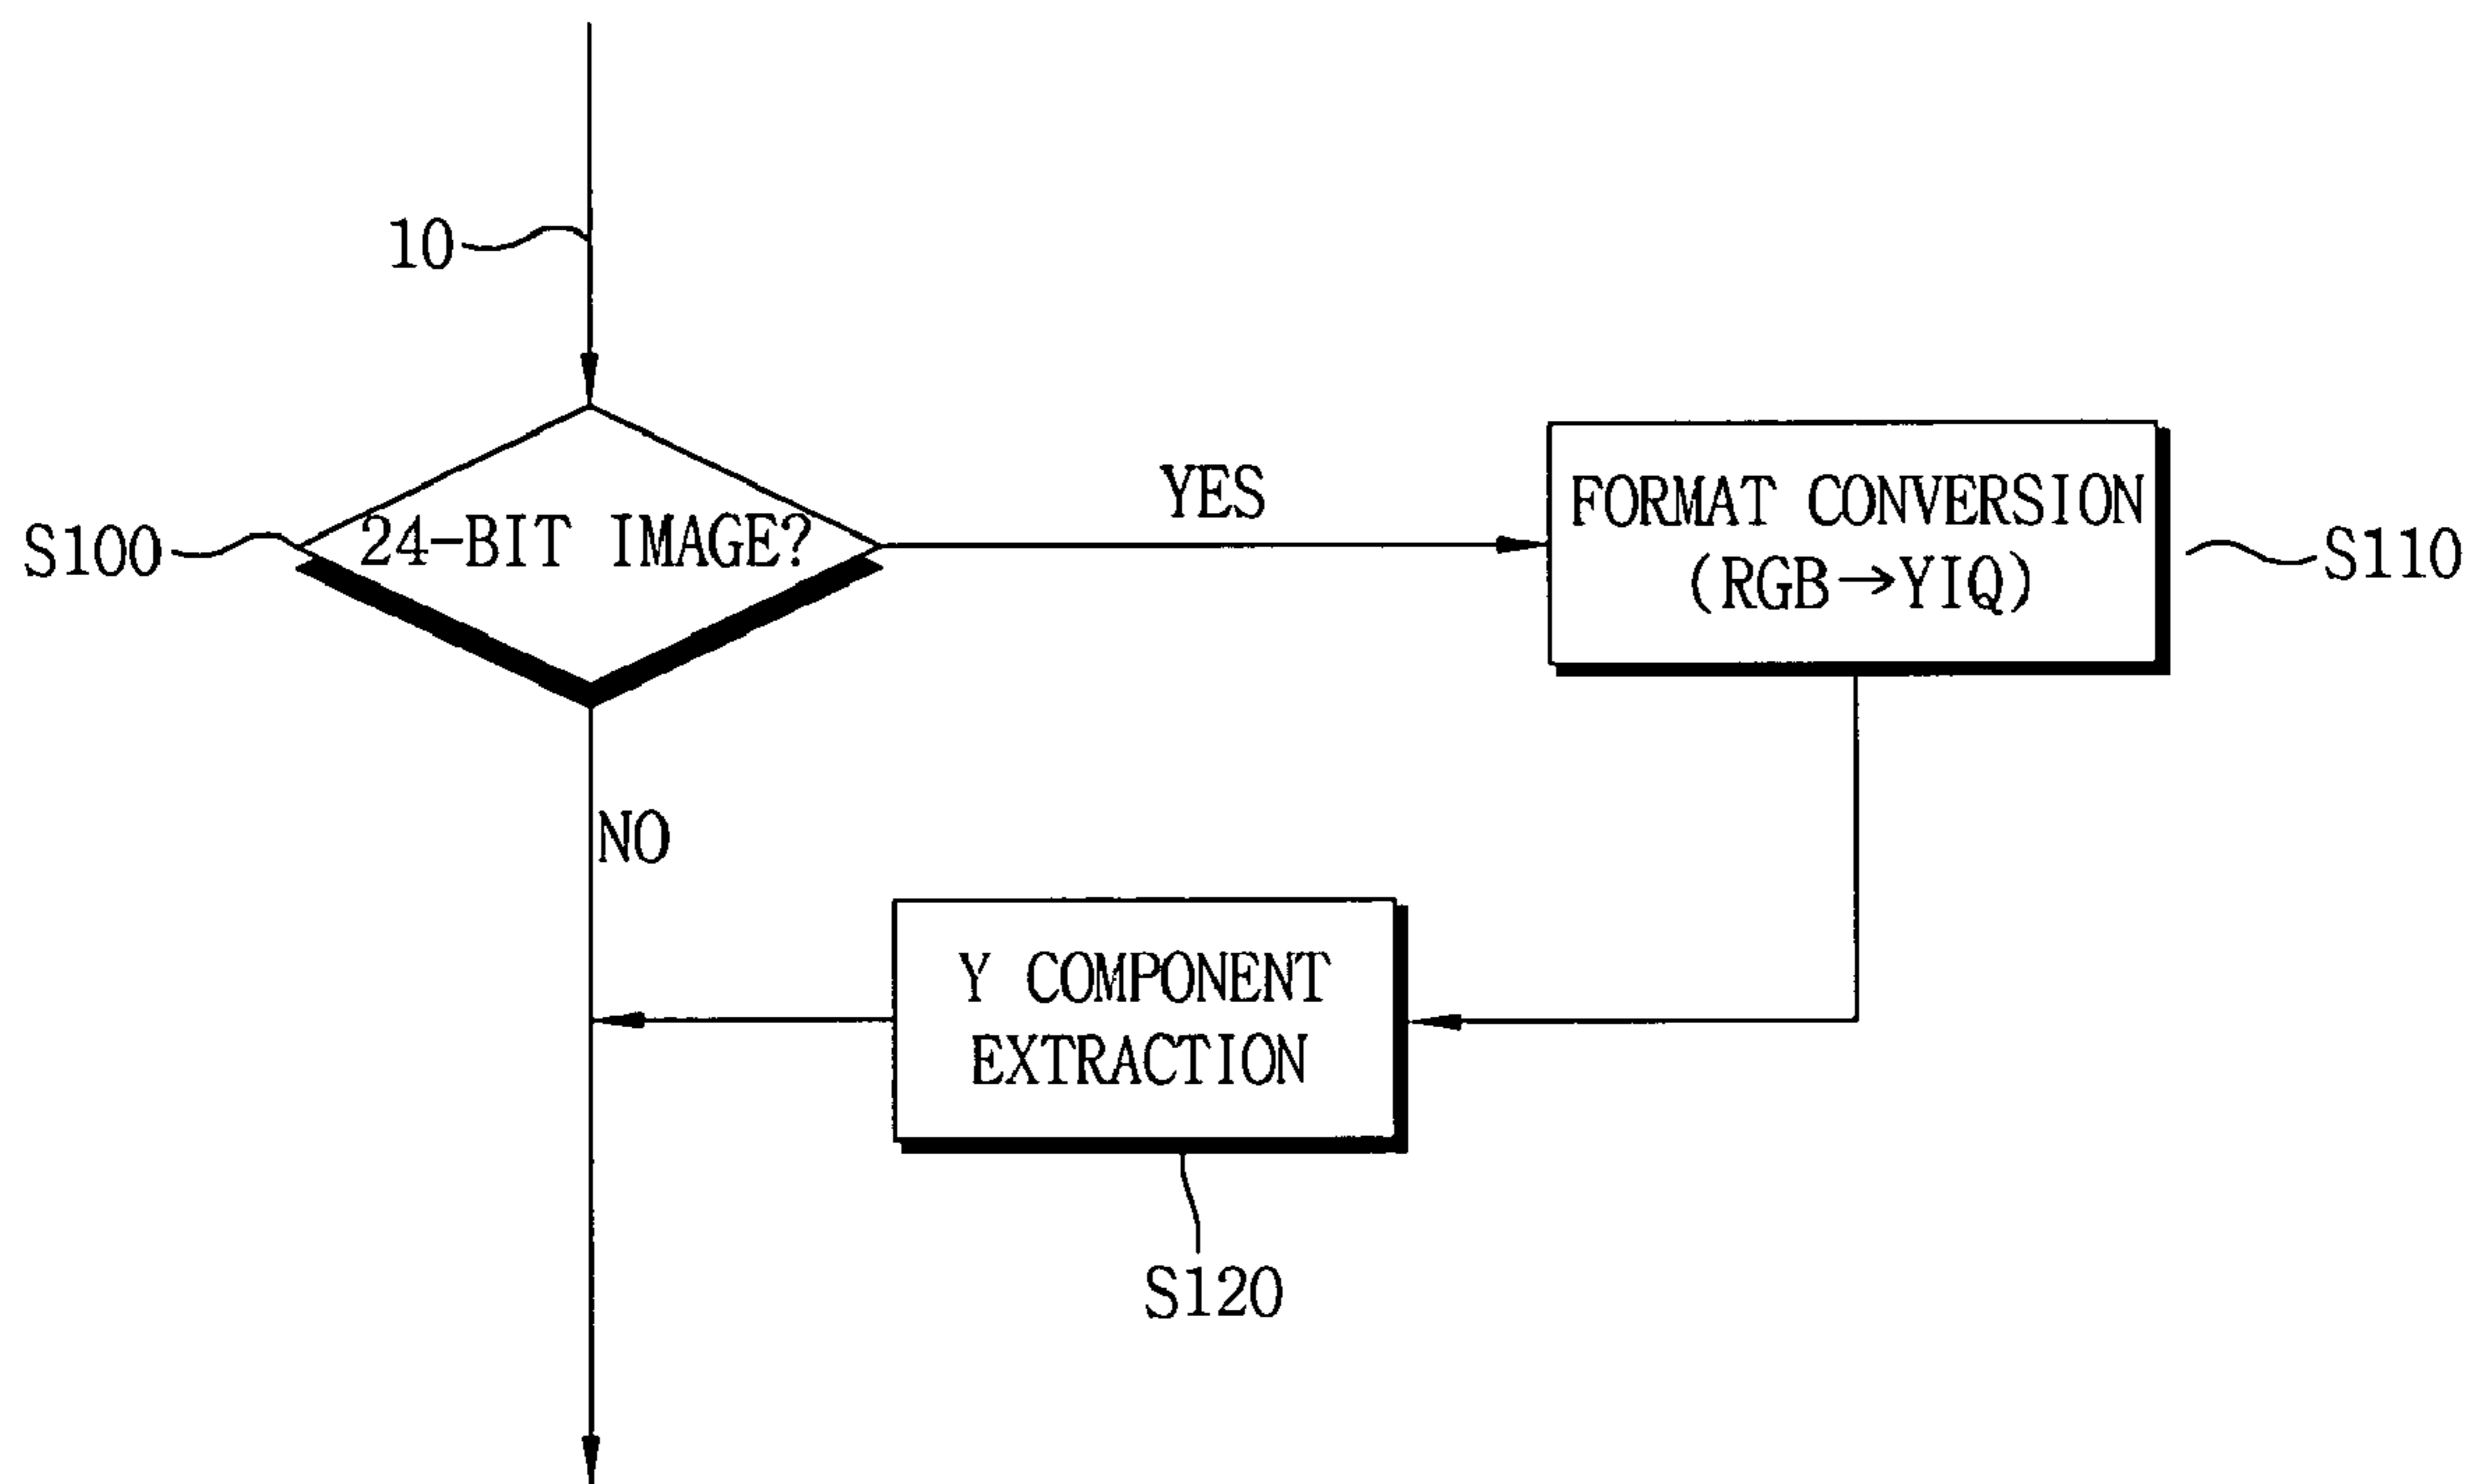 10
S100
24-BIT IMAGE?
YES
FORMAT CONVERSION
(RGB→YIQ)
S110
NO
Y COMPONENT
EXTRACTION
S120